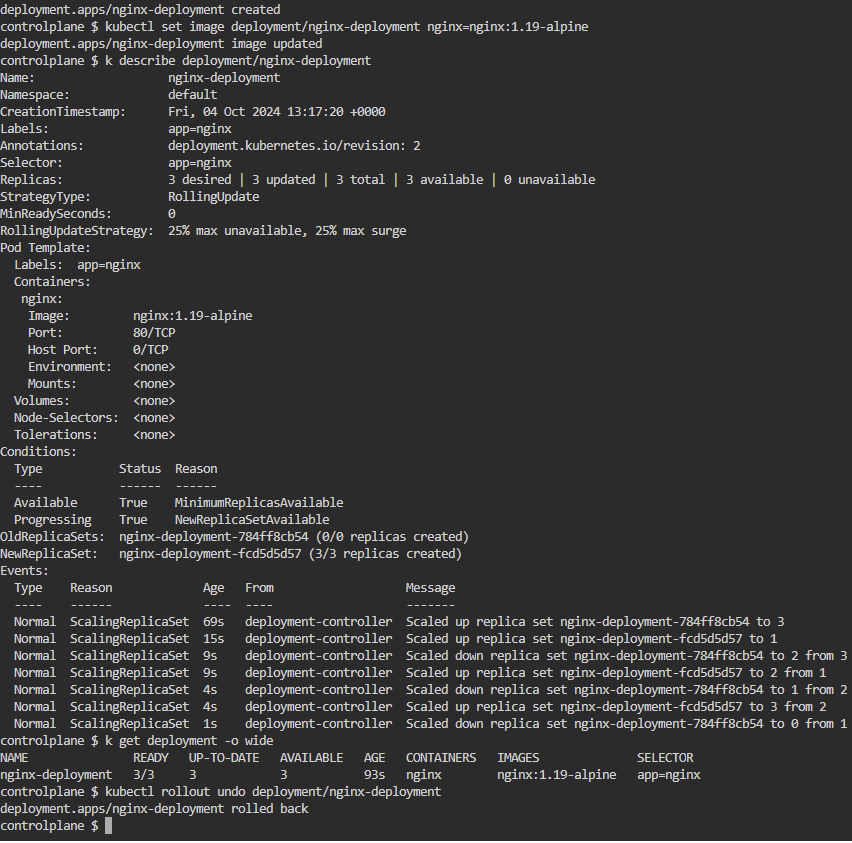 deployment.apps/nginx-deployment created
controlplane $ kubectl set image deployment/nginx-deployment nginx=nginx:1.19-alpine
deployment.apps/nginx-deployment image updated
controlplane $ k describe deployment/nginx-deployment
Name:                   nginx-deployment
Namespace:              default
CreationTimestamp:      Fri, 04 Oct 2024 13:17:20 +0000
Labels:                 app=nginx
Annotations:            deployment.kubernetes.io/revision: 2
Selector:               app=nginx
Replicas:               3 desired | 3 updated | 3 total | 3 available | 0 unavailable
StrategyType:           RollingUpdate
MinReadySeconds:        0
RollingUpdateStrategy:  25% max unavailable, 25% max surge
Pod Template:
  Labels:  app=nginx
  Containers:
   nginx:
    Image:         nginx:1.19-alpine
    Port:          80/TCP
    Host Port:     0/TCP
    Environment:   <none>
    Mounts:        <none>
  Volumes:         <none>
  Node-Selectors:  <none>
  Tolerations:     <none>
Conditions:
  Type           Status  Reason
  ----           ------  ------
  Available      True    MinimumReplicasAvailable
  Progressing    True    NewReplicaSetAvailable
OldReplicaSets:  nginx-deployment-784ff8cb54 (0/0 replicas created)
NewReplicaSet:   nginx-deployment-fcd5d5d57 (3/3 replicas created)
Events:
  Type    Reason             Age   From                   Message
  ----    ------             ----  ----                   -------
  Normal  ScalingReplicaSet  69s   deployment-controller  Scaled up replica set nginx-deployment-784ff8cb54 to 3
  Normal  ScalingReplicaSet  15s   deployment-controller  Scaled up replica set nginx-deployment-fcd5d5d57 to 1
  Normal  ScalingReplicaSet  9s    deployment-controller  Scaled down replica set nginx-deployment-784ff8cb54 to 2 from 3
  Normal  ScalingReplicaSet  9s    deployment-controller  Scaled up replica set nginx-deployment-fcd5d5d57 to 2 from 1
  Normal  ScalingReplicaSet  4s    deployment-controller  Scaled down replica set nginx-deployment-784ff8cb54 to 1 from 2
  Normal  ScalingReplicaSet  4s    deployment-controller  Scaled up replica set nginx-deployment-fcd5d5d57 to 3 from 2
  Normal  ScalingReplicaSet  1s    deployment-controller  Scaled down replica set nginx-deployment-784ff8cb54 to 0 from 1
controlplane $ k get deployment -o wide
NAME               READY   UP-TO-DATE   AVAILABLE   AGE   CONTAINERS   IMAGES              SELECTOR
nginx-deployment   3/3     3            3           93s   nginx        nginx:1.19-alpine   app=nginx
controlplane $ kubectl rollout undo deployment/nginx-deployment
deployment.apps/nginx-deployment rolled back
controlplane $